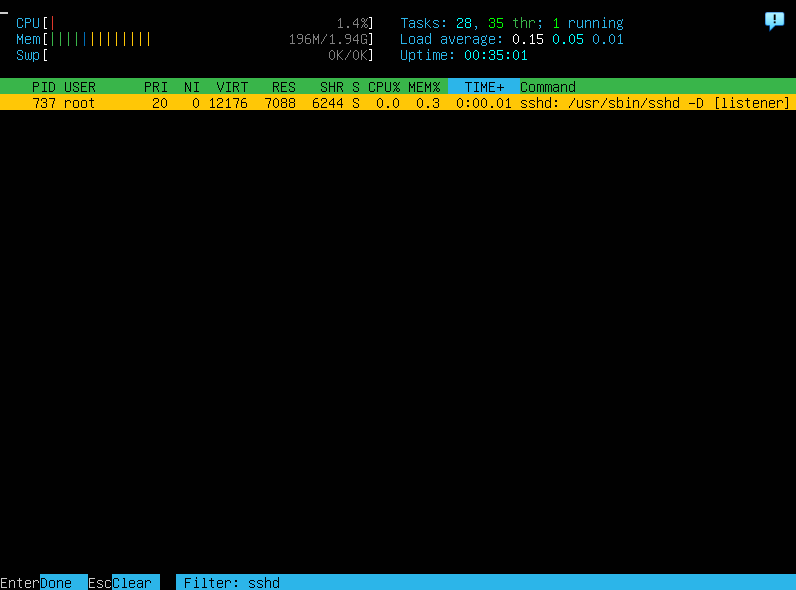 CPU[| 1.4%] Tasks: 28, 35 thr; 1 running
Mem[||||||||||||| 196M/1.94G] Load average: 0.15 0.05 0.01
Swp[ 0K/0K] Uptime: 00:35:01
PID USER PRI NI VIRT RES SHR S CPU% MEM% TIME+ Command
737 root 20 0 12176 7088 6244 S 0.0 0.3 0:00.01 sshd: /usr/sbin/sshd -D [listener]
EnterDone EscClear Filter: sshd